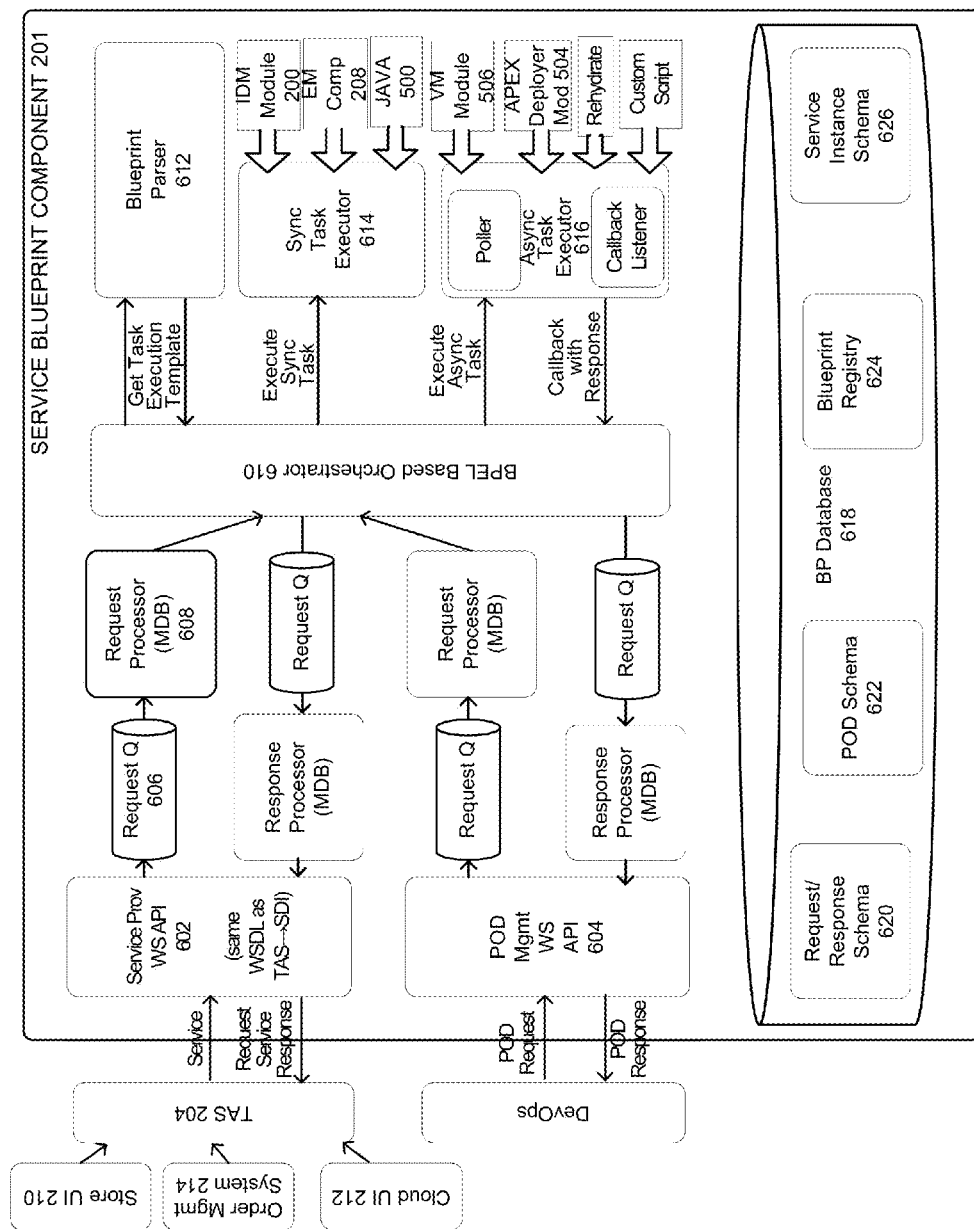 SERVICE BLUEPRINT COMPONENT 201
Store UI 210
Order Mgmt
System 214
Cloud UI 212
TAS 204
DevOps
Service
Request
Service
Response
POD
Request
POD
Response
Service Prov
WS API
602
(same
WSDL as
TAS→SDI)
POD
Mgmt
WS
API
604
Request Q
606
Request
Processor
(MDB)
608
Request Q
Response
Processor
(MDB)
Request Q
Request
Processor
(MDB)
Request Q
Response
Processor
(MDB)
BPEL Based Orchestrator 610
Get Task
Execution
Template
Execute
Sync
Task
Execute
Async
Task
Callback
with
Response
Blueprint
Parser
612
Sync
Task
Executor
614
Poller
Async
Task
Executor
616
Callback
Listener
IDM
Module
200
EM
Comp
208
JAVA
500
VM
Module
506
APEX
Deployer
Mod 504
Rehydrate
Custom
Script
Request/
Response
Schema
620
POD Schema
622
BP Database
618
Blueprint
Registry
624
Service
Instance
Schema
626